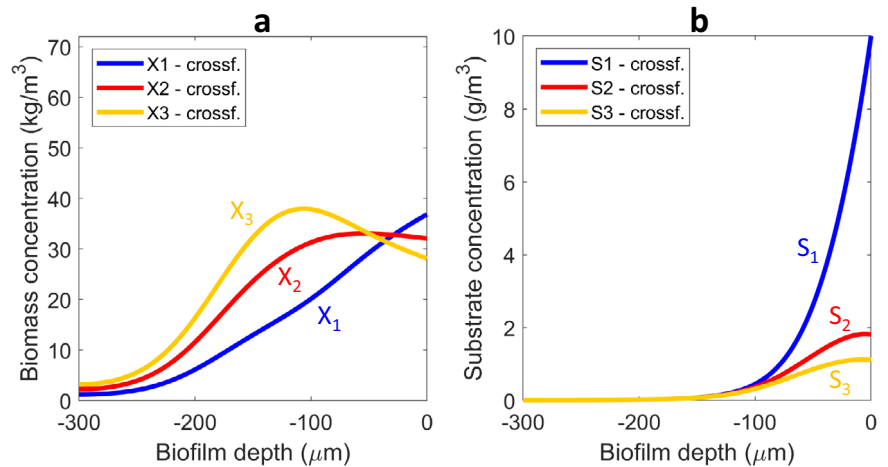 a
Biomass concentration (kg/m³)
70
60
50
40
30
20
10
0
X1 - crossf.
X2 - crossf.
X3 - crossf.
X₃
X₂
X₁
-300
-200
-100
0
Biofilm depth (μm)
b
Substrate concentration (g/m³)
10
8
6
4
2
0
S1 - crossf.
S2 - crossf.
S3 - crossf.
S₁
S₂
S₃
-300
-200
-100
0
Biofilm depth (μm)